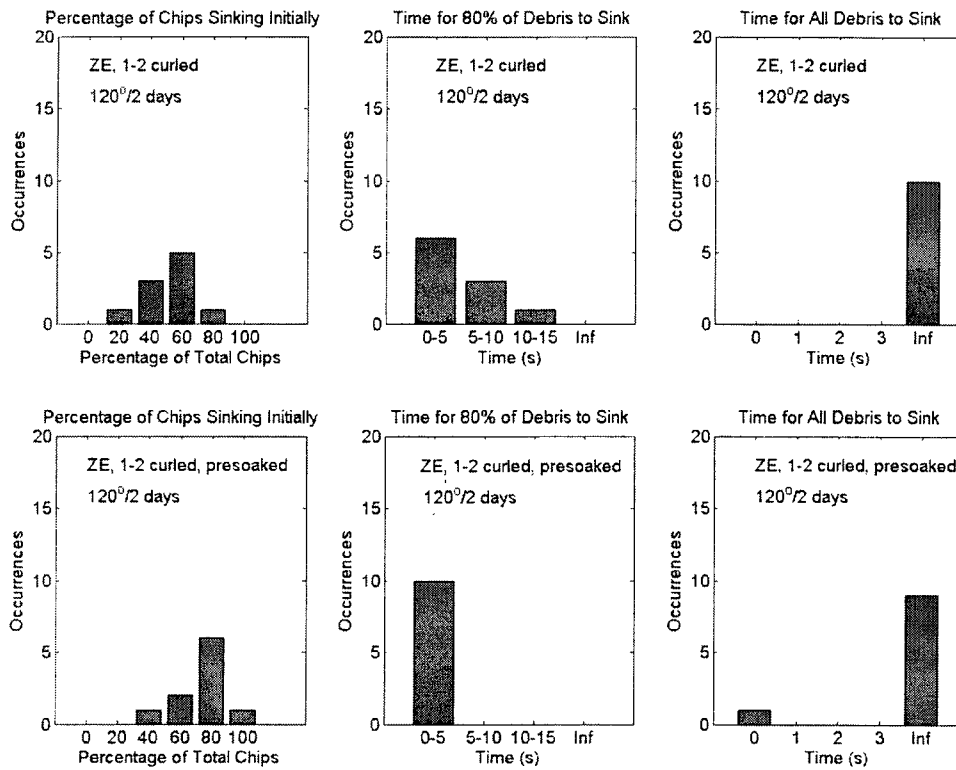 Percentage of Chips Sinking Initially
20
15
10
5
0
Occurrences
ZE, 1-2 curled
120⁰/2 days
0 20 40 60 80 100
Percentage of Total Chips
Time for 80% of Debris to Sink
20
15
10
5
0
Occurrences
ZE, 1-2 curled
120⁰/2 days
0-5 5-10 10-15 Inf
Time (s)
Time for All Debris to Sink
20
15
10
5
0
Occurrences
ZE, 1-2 curled
120⁰/2 days
0 1 2 3 Inf
Time (s)
Percentage of Chips Sinking Initially
20
15
10
5
0
Occurrences
ZE, 1-2 curled, presoaked
120⁰/2 days
0 20 40 60 80 100
Percentage of Total Chips
Time for 80% of Debris to Sink
20
15
10
5
0
Occurrences
ZE, 1-2 curled, presoaked
120⁰/2 days
0-5 5-10 10-15 Inf
Time (s)
Time for All Debris to Sink
20
15
10
5
0
Occurrences
ZE, 1-2 curled, presoaked
120⁰/2 days
0 1 2 3 Inf
Time (s)